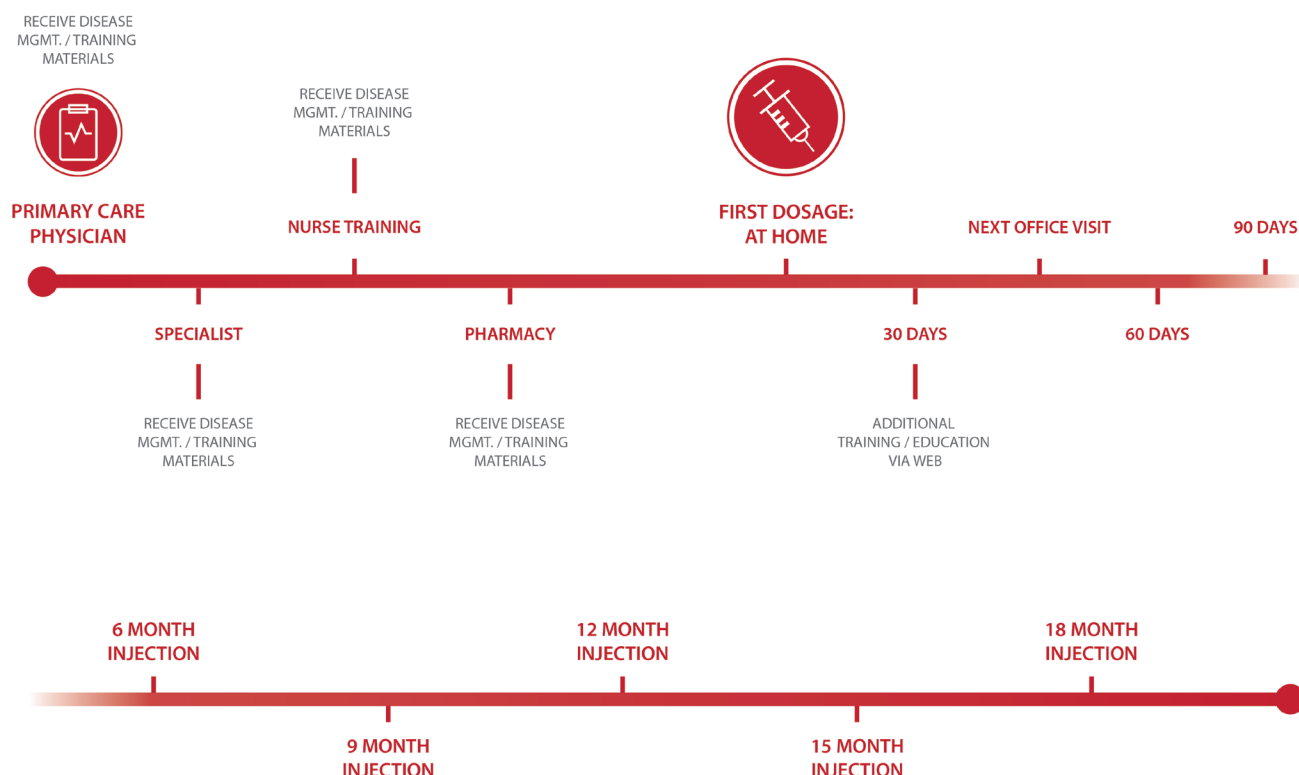 RECEIVE DISEASE
MGMT. / TRAINING
MATERIALS
PRIMARY CARE
PHYSICIAN
RECEIVE DISEASE
MGMT. / TRAINING
MATERIALS
NURSE TRAINING
FIRST DOSAGE:
AT HOME
NEXT OFFICE VISIT
90 DAYS
SPECIALIST
RECEIVE DISEASE
MGMT. / TRAINING
MATERIALS
PHARMACY
RECEIVE DISEASE
MGMT. / TRAINING
MATERIALS
30 DAYS
ADDITIONAL
TRAINING / EDUCATION
VIA WEB
60 DAYS
6 MONTH
INJECTION
12 MONTH
INJECTION
18 MONTH
INJECTION
9 MONTH
INJECTION
15 MONTH
INJECTION